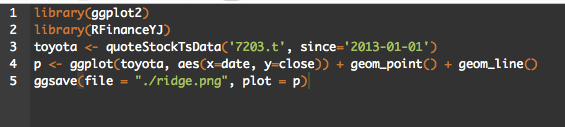 1 library(ggplot2)
2 library(RFinanceYJ)
3 toyota <- quoteStockTsData('7203.t', since='2013-01-01')
4 p <- ggplot(toyota, aes(x=date, y=close)) + geom_point() + geom_line()
5 ggsave(file = "./ridge.png", plot = p)